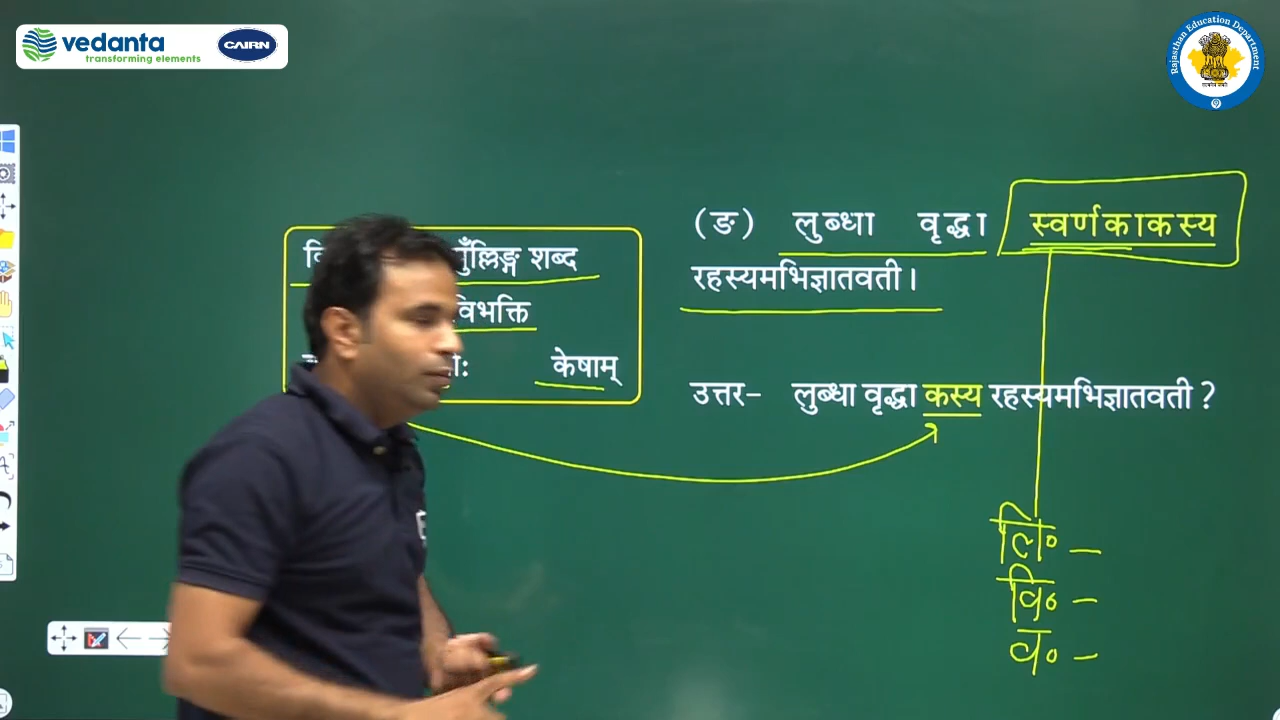 vedanta
transforming elements
CAIRN
Rajasthan Education Department
(ङ) लुब्धा वृद्धा स्वर्णकाकस्य
रहस्यमभिज्ञातवती।
पुँल्लिङ्ग शब्द
विभक्ति
केषाम्
उत्तर- लुब्धा वृद्धा कस्य रहस्यमभिज्ञातवती ?
लिं० –
वि० –
व० –